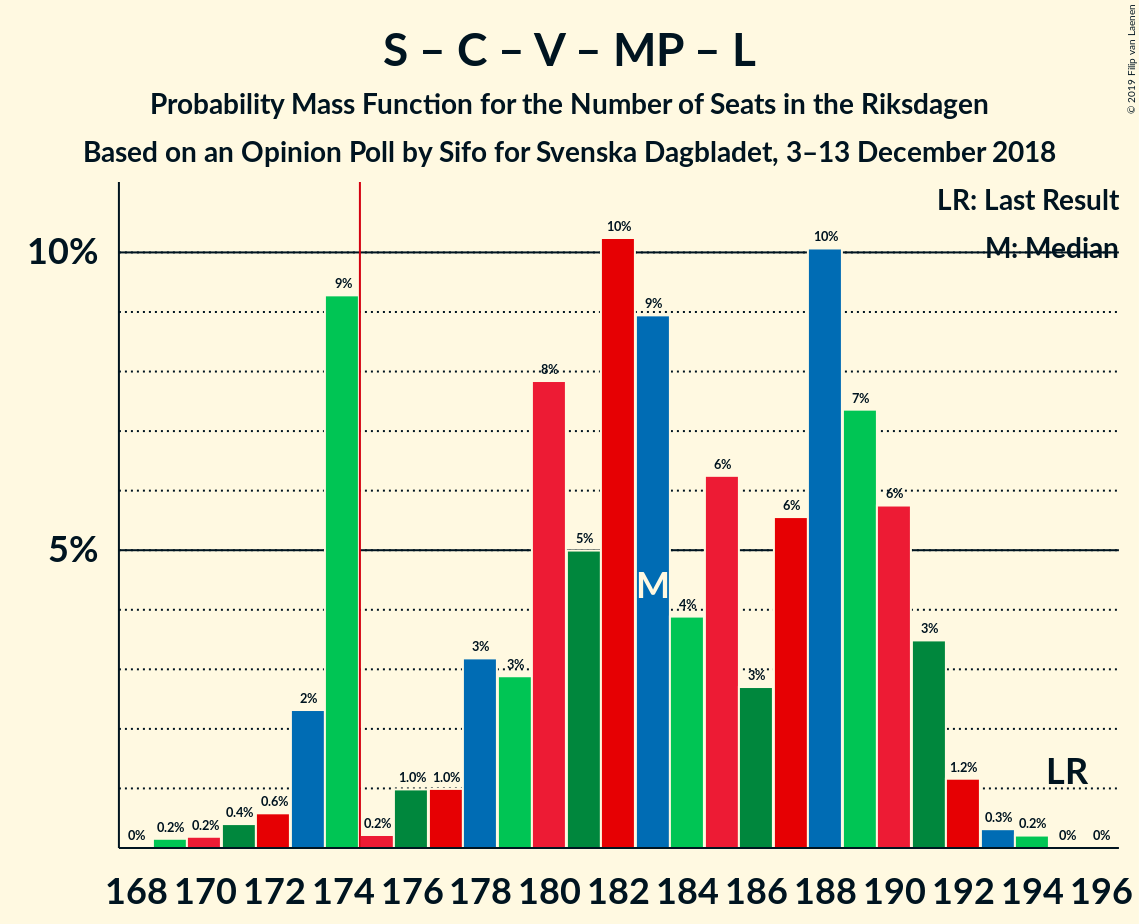 S – C – V – MP – L
Probability Mass Function for the Number of Seats in the Riksdagen
Based on an Opinion Poll by Sifo for Svenska Dagbladet, 3–13 December 2018
© 2019 Filip van Laenen
LR: Last Result
M: Median
10%
5%
0% 0.2% 0.2% 0.4% 0.6% 2% 9% 0.2% 1.0% 1.0% 3% 3% 8% 5% 10% 9% 4% 6% 3% 6% 10% 7% 6% 3% 1.2% 0.3% 0.2% 0% 0%
M
LR
168 170 172 174 176 178 180 182 184 186 188 190 192 194 196